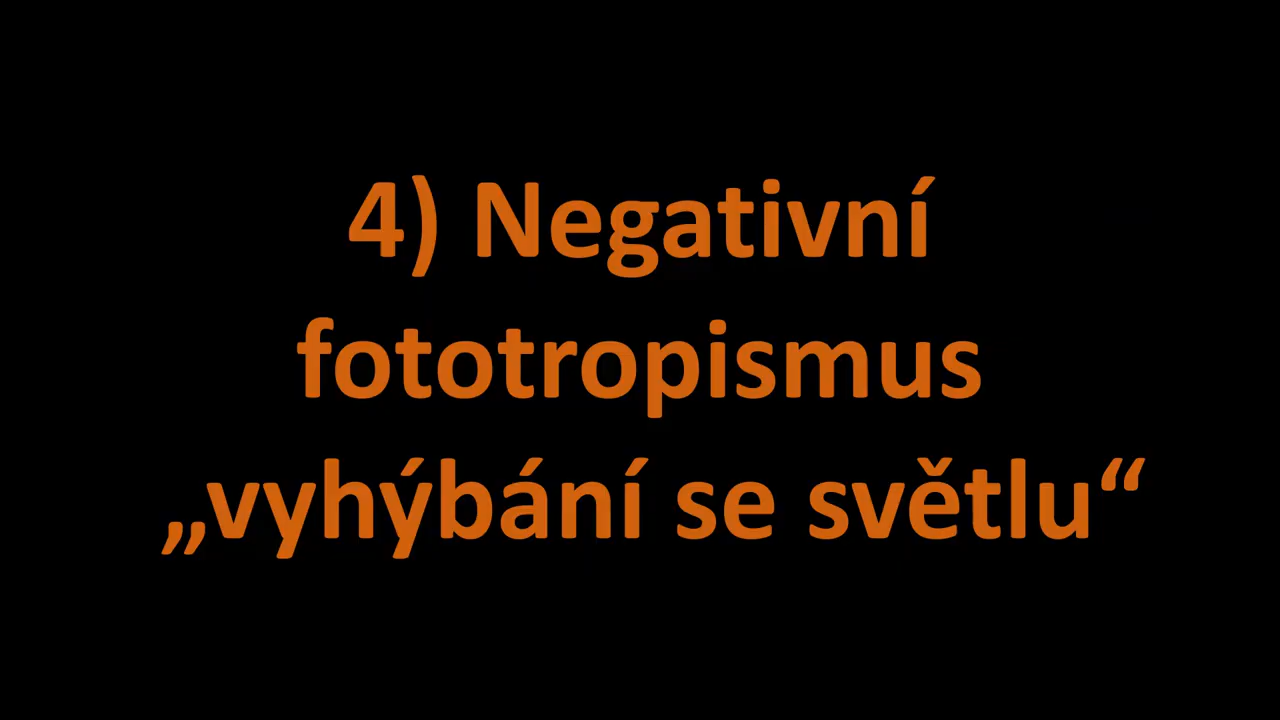 4) Negativní
fototropismus
„vyhýbání se světlu“